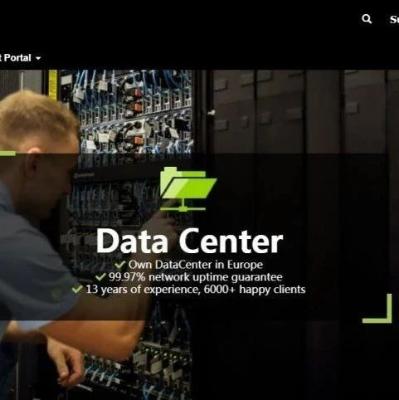 t Portal
Data Center
Own DataCenter in Europe
99.97% network uptime guarantee
13 years of experience, 6000+ happy clients